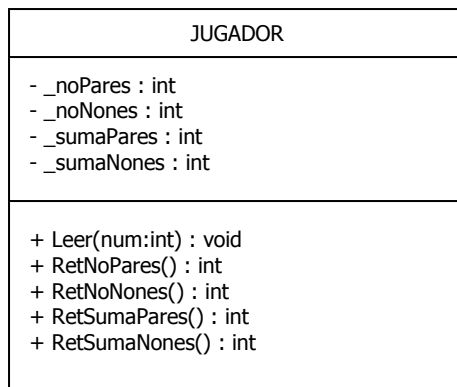 JUGADOR
- _noPares : int
- _noNones : int
- _sumaPares : int
- _sumaNones : int
+ Leer(num:int) : void
+ RetNoPares() : int
+ RetNoNones() : int
+ RetSumaPares() : int
+ RetSumaNones() : int